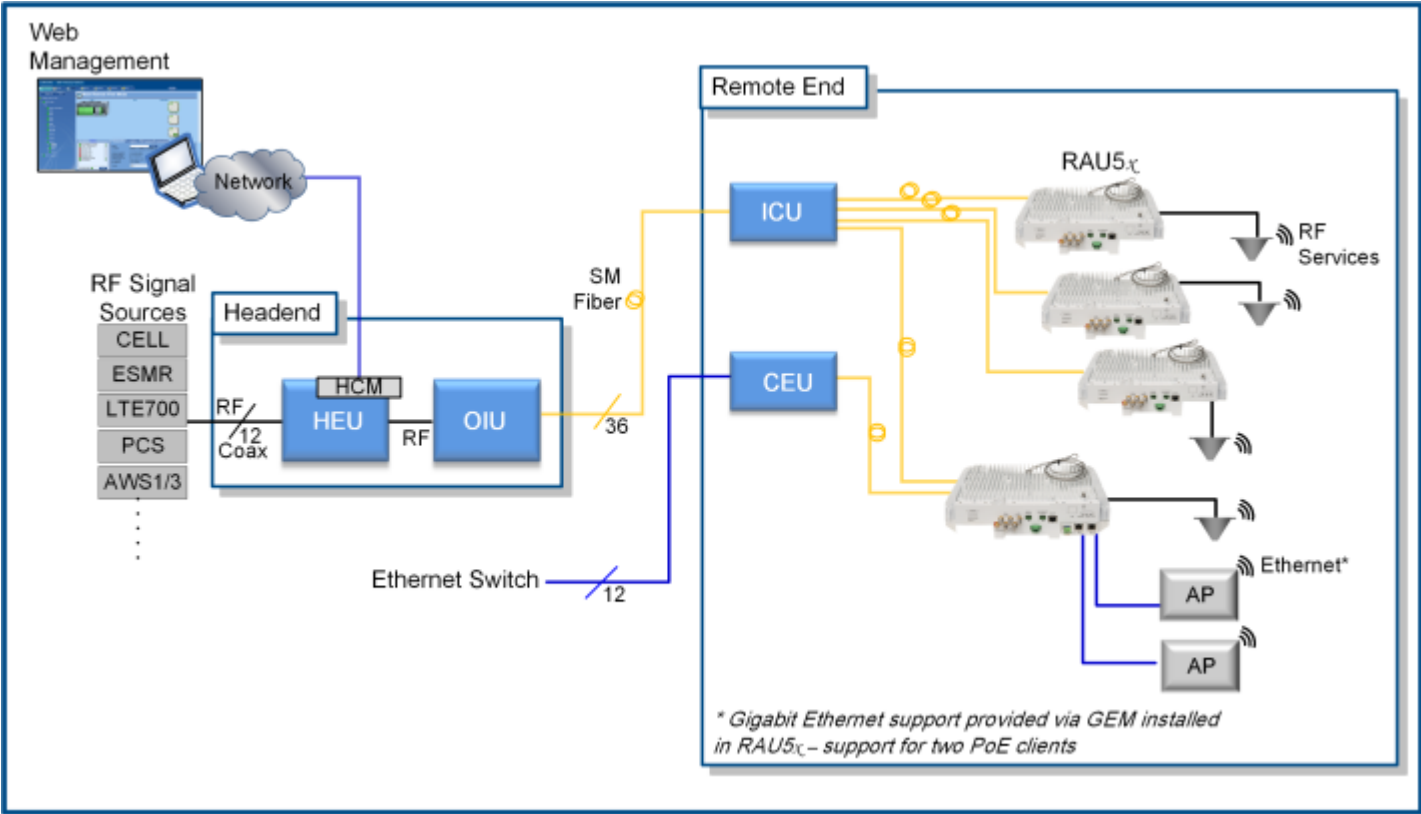 Web
Management
Network
RF Signal
Sources
CELL
ESMR
LTE700
PCS
AWS1/3
Headend
RF
12
Coax
HCM
HEU
RF
OIU
36
SM
Fiber
Ethernet Switch
12
Remote End
ICU
CEU
RAU5x
RF
Services
Ethernet*
AP
AP
* Gigabit Ethernet support provided via GEM installed
in RAU5x – support for two PoE clients